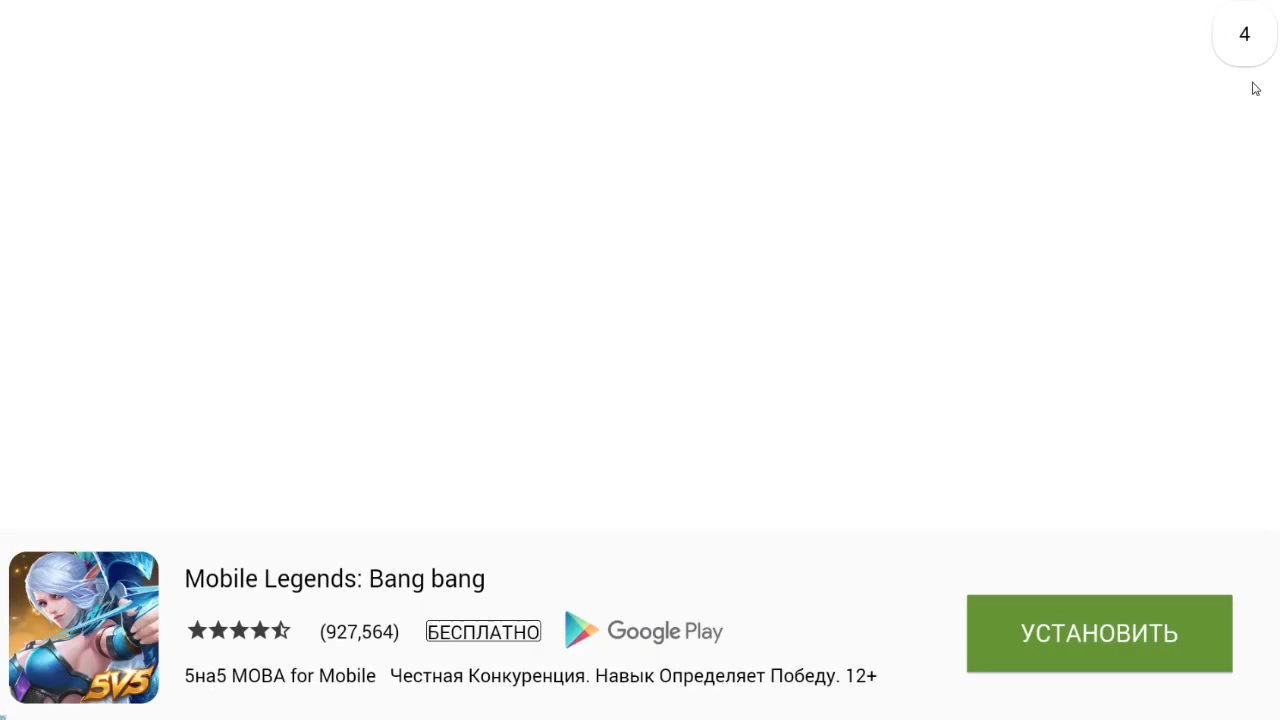 4
Mobile Legends: Bang bang
(927,564) БЕСПЛАТНО Google Play
5на5 MOBA for Mobile Честная Конкуренция. Навык Определяет Победу. 12+
УСТАНОВИТЬ
5V5